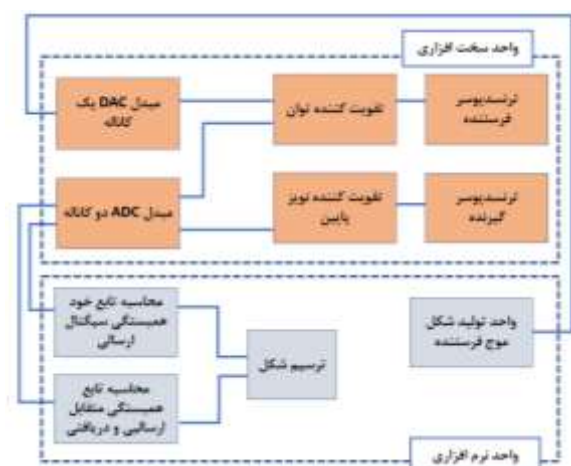 واحد سخت افزاری
ترنسدیوسر
فرستنده
تقویت کننده توان
مبدل DAC یک
کاناله
ترنسدیوسر
گیرنده
تقویت کننده نویز
پایین
مبدل ADC دو کاناله
واحد تولید شکل
موج فرستنده
ترسیم شکل
محاسبه تابع خود
همبستگی سیگنال
ارسالی
محاسبه تابع
همبستگی متقابل
ارسالیی و دریافتی
واحد نرم افزاری